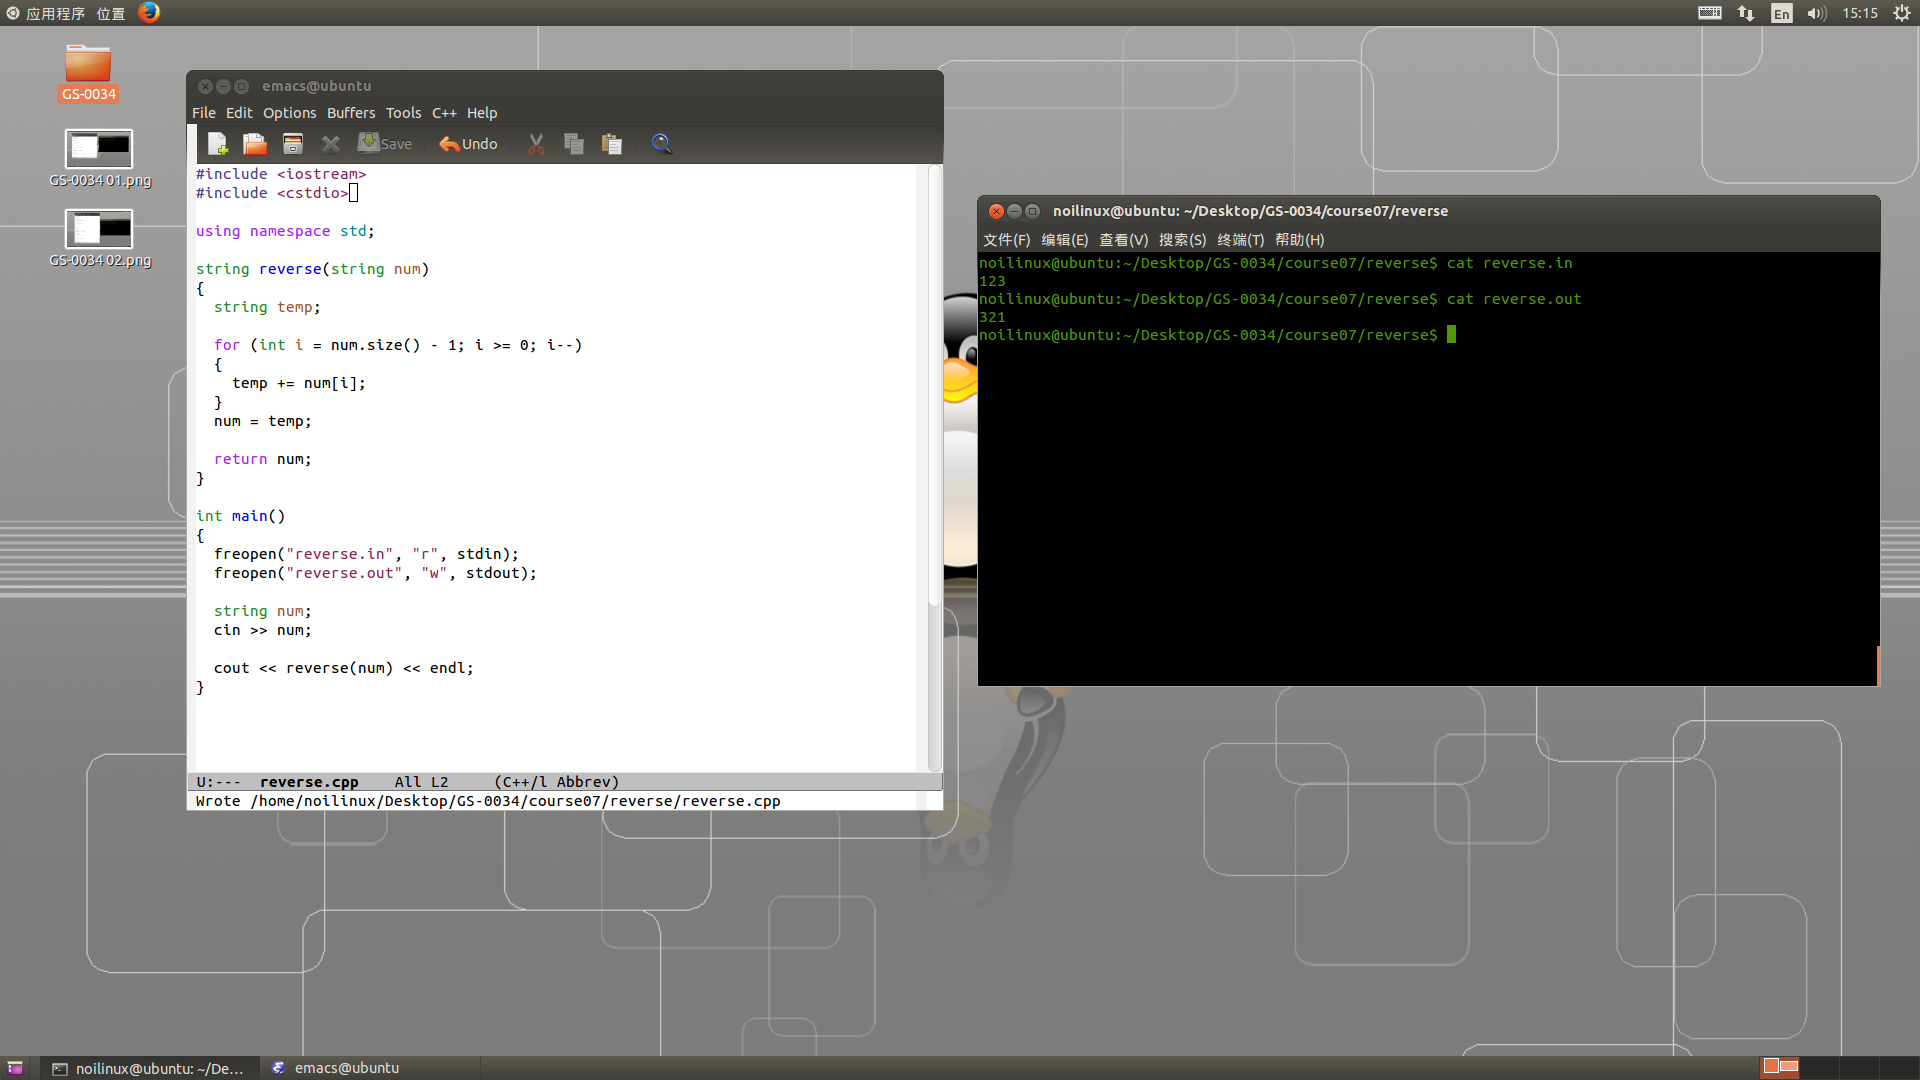 应用程序 位置
En 15:15
GS-0034
GS-0034 01.png
GS-0034 02.png
emacs@ubuntu
File Edit Options Buffers Tools C++ Help
Save Undo
#include <iostream>
#include <cstdio>
using namespace std;
string reverse(string num)
{
string temp;
for (int i = num.size() - 1; i >= 0; i--)
{
temp += num[i];
}
num = temp;
return num;
}
int main()
{
freopen("reverse.in", "r", stdin);
freopen("reverse.out", "w", stdout);
string num;
cin >> num;
cout << reverse(num) << endl;
}
U:--- reverse.cpp All L2 (C++/l Abbrev)
Wrote /home/noilinux/Desktop/GS-0034/course07/reverse/reverse.cpp
noilinux@ubuntu: ~/Desktop/GS-0034/course07/reverse
文件(F) 编辑(E) 查看(V) 搜索(S) 终端(T) 帮助(H)
noilinux@ubuntu:~/Desktop/GS-0034/course07/reverse$ cat reverse.in
123
noilinux@ubuntu:~/Desktop/GS-0034/course07/reverse$ cat reverse.out
321
noilinux@ubuntu:~/Desktop/GS-0034/course07/reverse$
noilinux@ubuntu: ~/De...
emacs@ubuntu